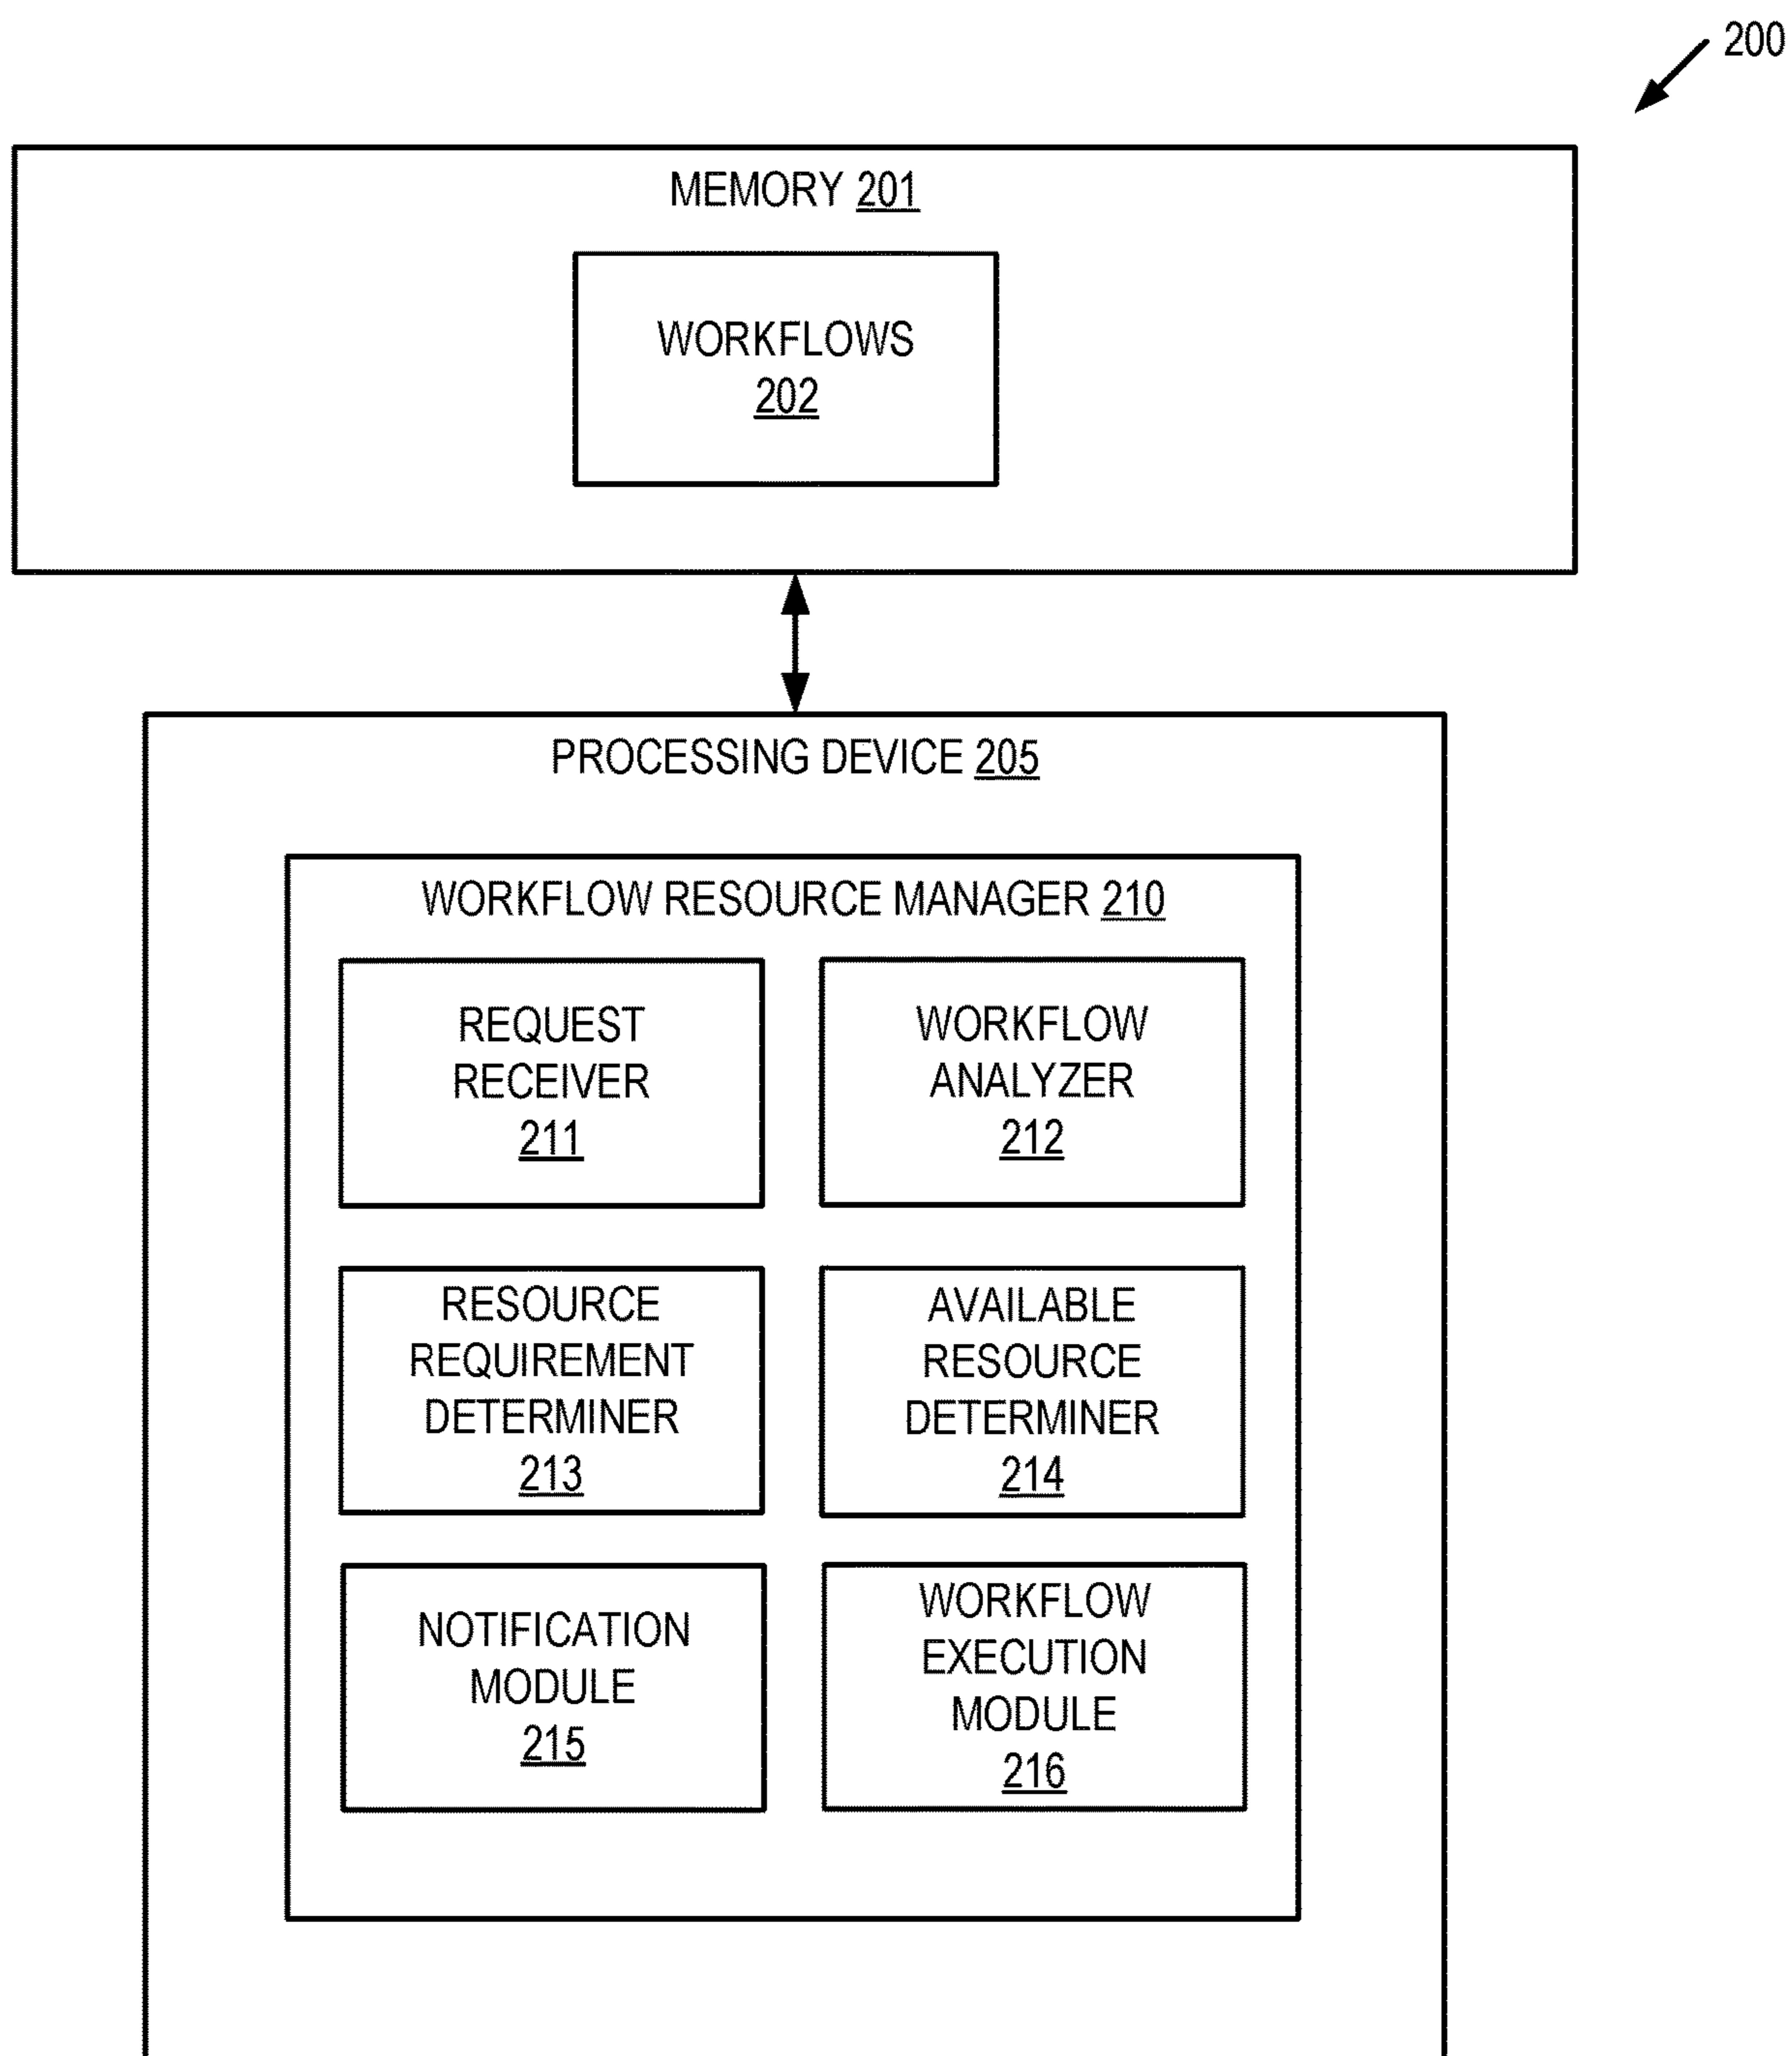 200
MEMORY 201
WORKFLOWS
202
PROCESSING DEVICE 205
WORKFLOW RESOURCE MANAGER 210
REQUEST
RECEIVER
211
WORKFLOW
ANALYZER
212
RESOURCE
REQUIREMENT
DETERMINER
213
AVAILABLE
RESOURCE
DETERMINER
214
NOTIFICATION
MODULE
215
WORKFLOW
EXECUTION
MODULE
216